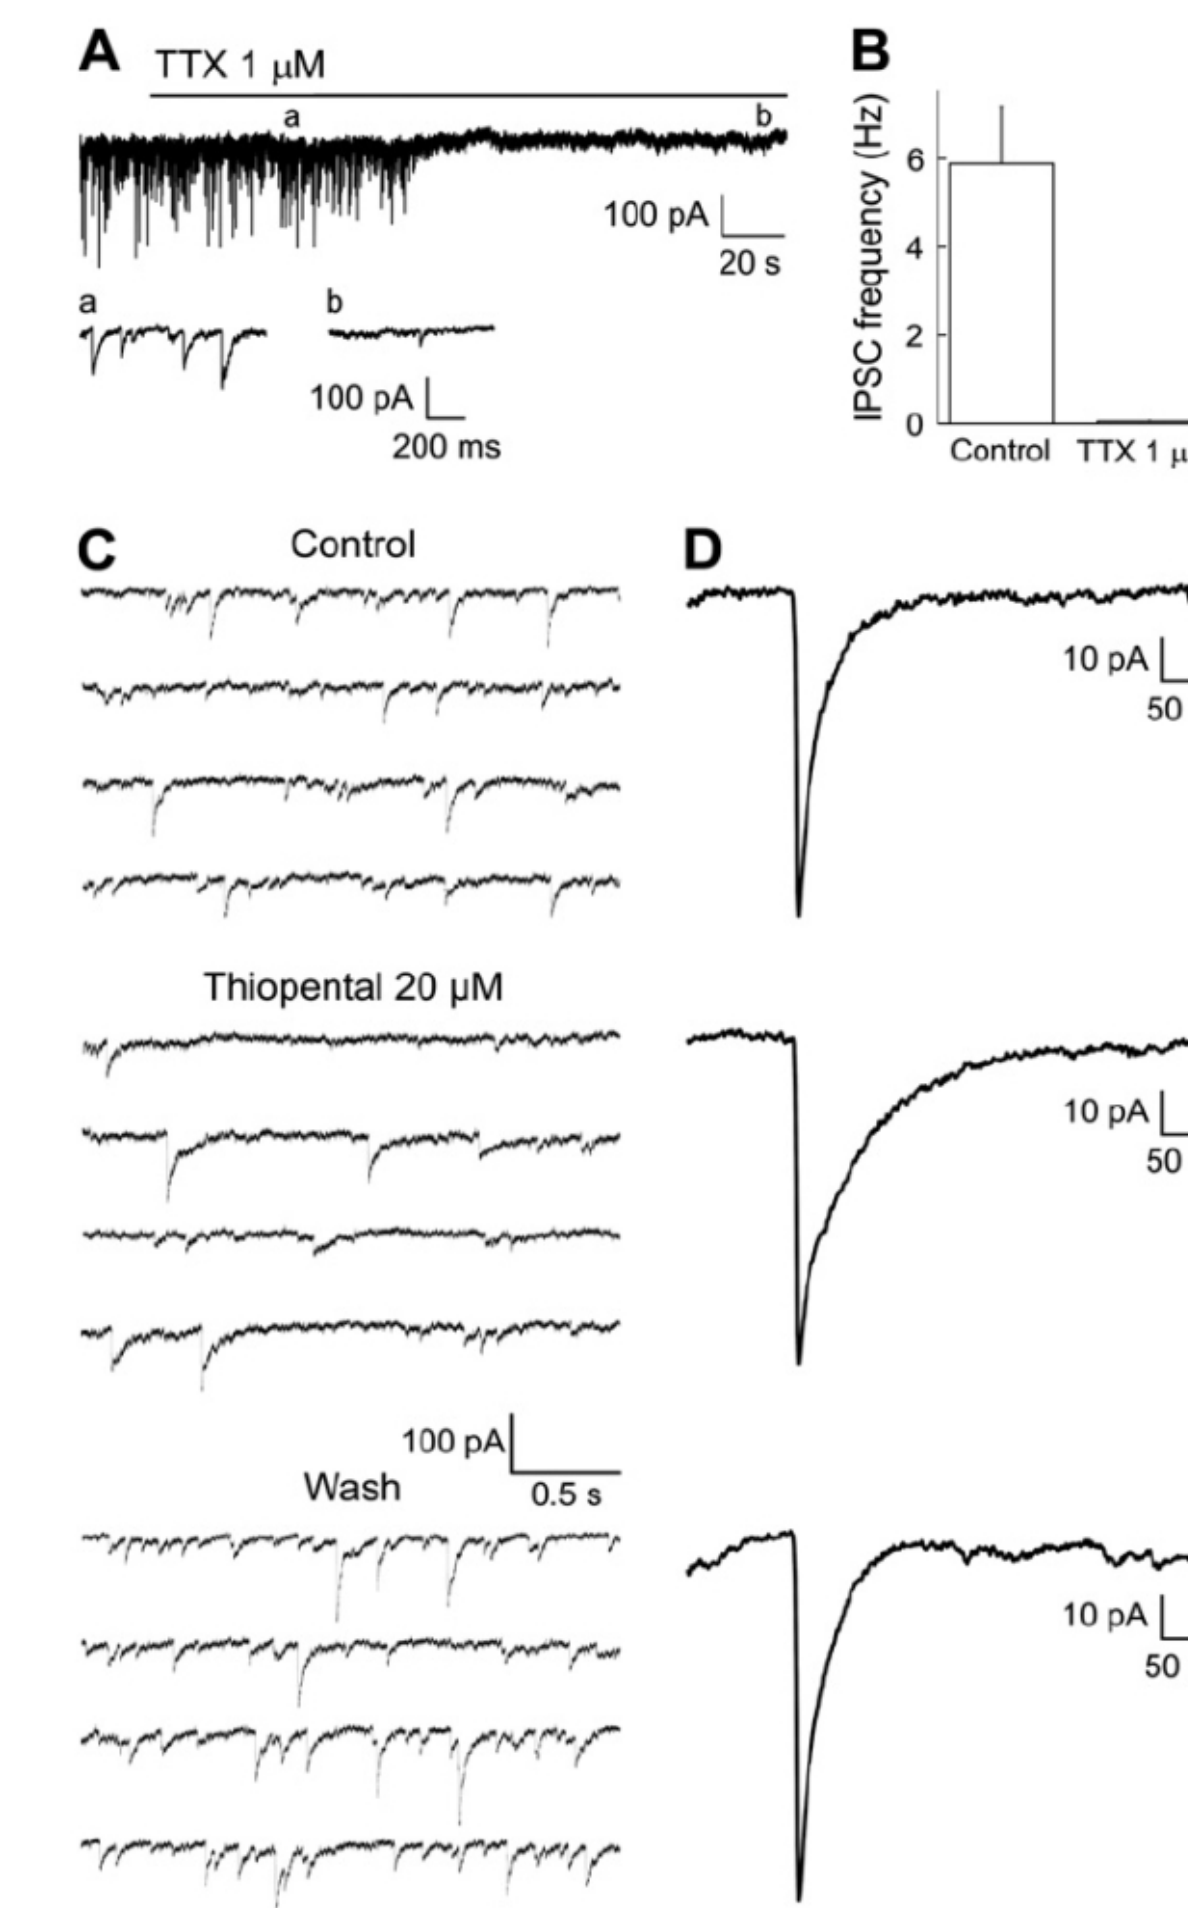 A
TTX 1 μM
a
b
100 pA
20 s
a
b
100 pA
200 ms
B
IPSC frequency (Hz)
6
4
2
0
Control
TTX 1 μ
C
Control
D
10 pA
50
Thiopental 20 μM
10 pA
50
100 pA
0.5 s
Wash
10 pA
50